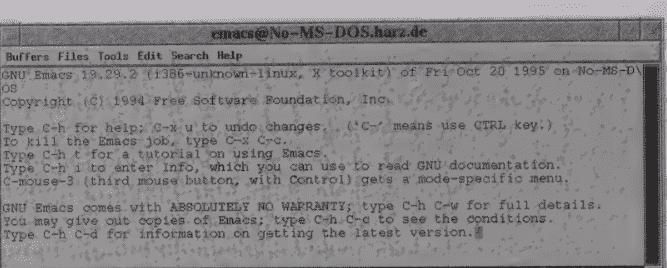 emacs@No-MS-DOS.harz.de
Buffers Files Tools Edit Search Help
GNU Emacs 19.29.2 (i386-unknown-linux, X toolkit) of Fri Oct 20 1995 on No-MS-D\
OS
Copyright (C) 1994 Free Software Foundation, Inc.
Type C-h for help; C-x u to undo changes. (`C-' means use CTRL key.)
To kill the Emacs job, type C-x C-c.
Type C-h t for a tutorial on using Emacs.
Type C-h i to enter Info, which you can use to read GNU documentation.
C-mouse-3 (third mouse button, with Control) gets a mode-specific menu.
GNU Emacs comes with ABSOLUTELY NO WARRANTY; type C-h C-w for full details.
You may give out copies of Emacs; type C-h C-c to see the conditions.
Type C-h C-d for information on getting the latest version.